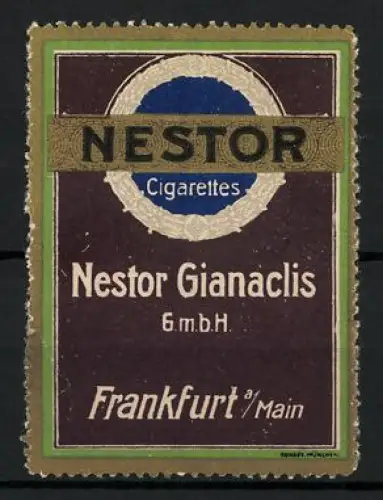 NESTOR
Cigarettes
Nestor Gianaclis
G.m.b.H.
Frankfurt a/Main